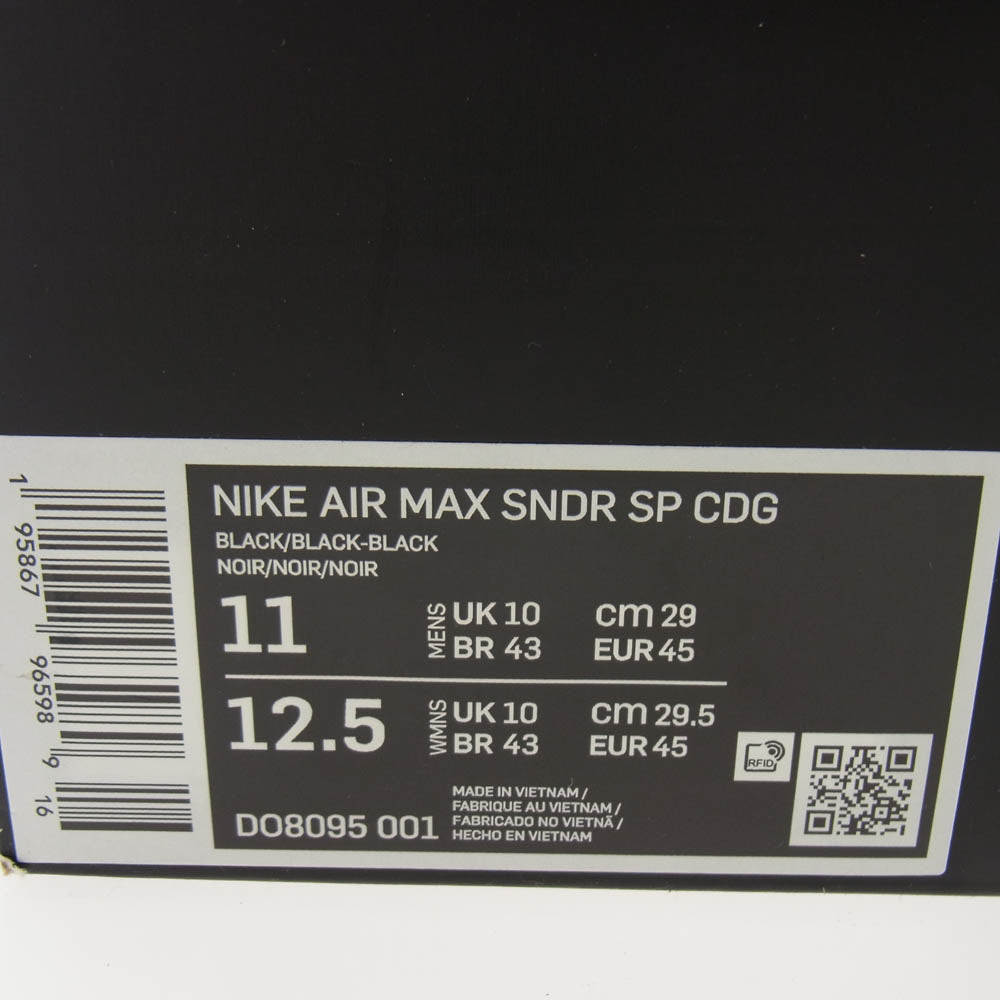 NIKE AIR MAX SNDR SP CDG
BLACK/BLACK-BLACK
NOIR/NOIR/NOIR
11 MENS UK 10 cm 29
BR 43 EUR 45
12.5 WMNS UK 10 cm 29.5
BR 43 EUR 45
RFID
DO8095 001
MADE IN VIETNAM /
FABRIQUE AU VIETNAM /
FABRICADO NO VIETNÃ /
HECHO EN VIETNAM
1 95867 96598 9 16